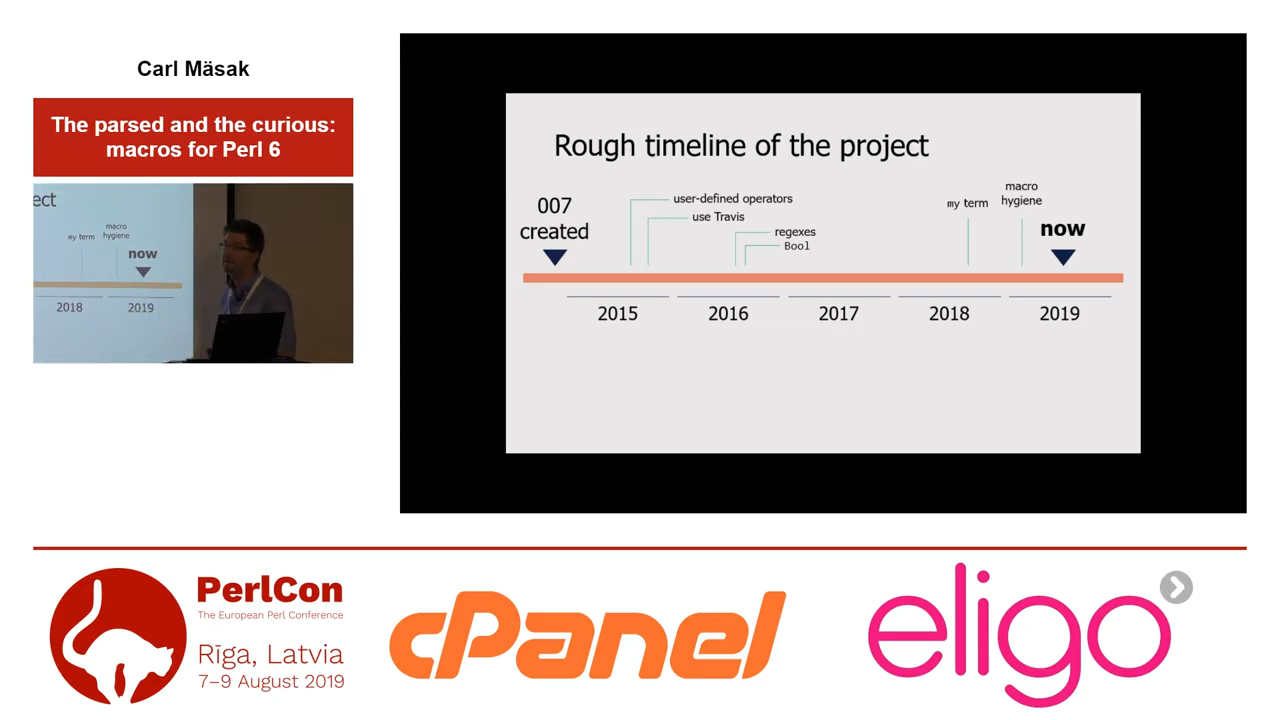 Carl Mäsak
The parsed and the curious:
macros for Perl 6
ect
my term
macro
hygiene
now
2018
2019
Rough timeline of the project
007
created
user-defined operators
use Travis
regexes
Bool
my term
macro
hygiene
now
2015
2016
2017
2018
2019
PerlCon
The European Perl Conference
Rīga, Latvia
7–9 August 2019
cPanel
eligo